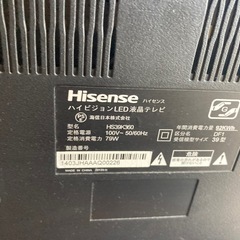 Hisense ハイセンス
ハイビジョンLED液晶テレビ
海信日本株式会社
形名 HS39K360
定格電源 100V~50/60Hz
定格消費電力 79W
年間消費電力量 82KWh
区分名 DF1
受信機型サイズ 39型
製造番号
1403JHAAAQ00226
MADE IN CHINA